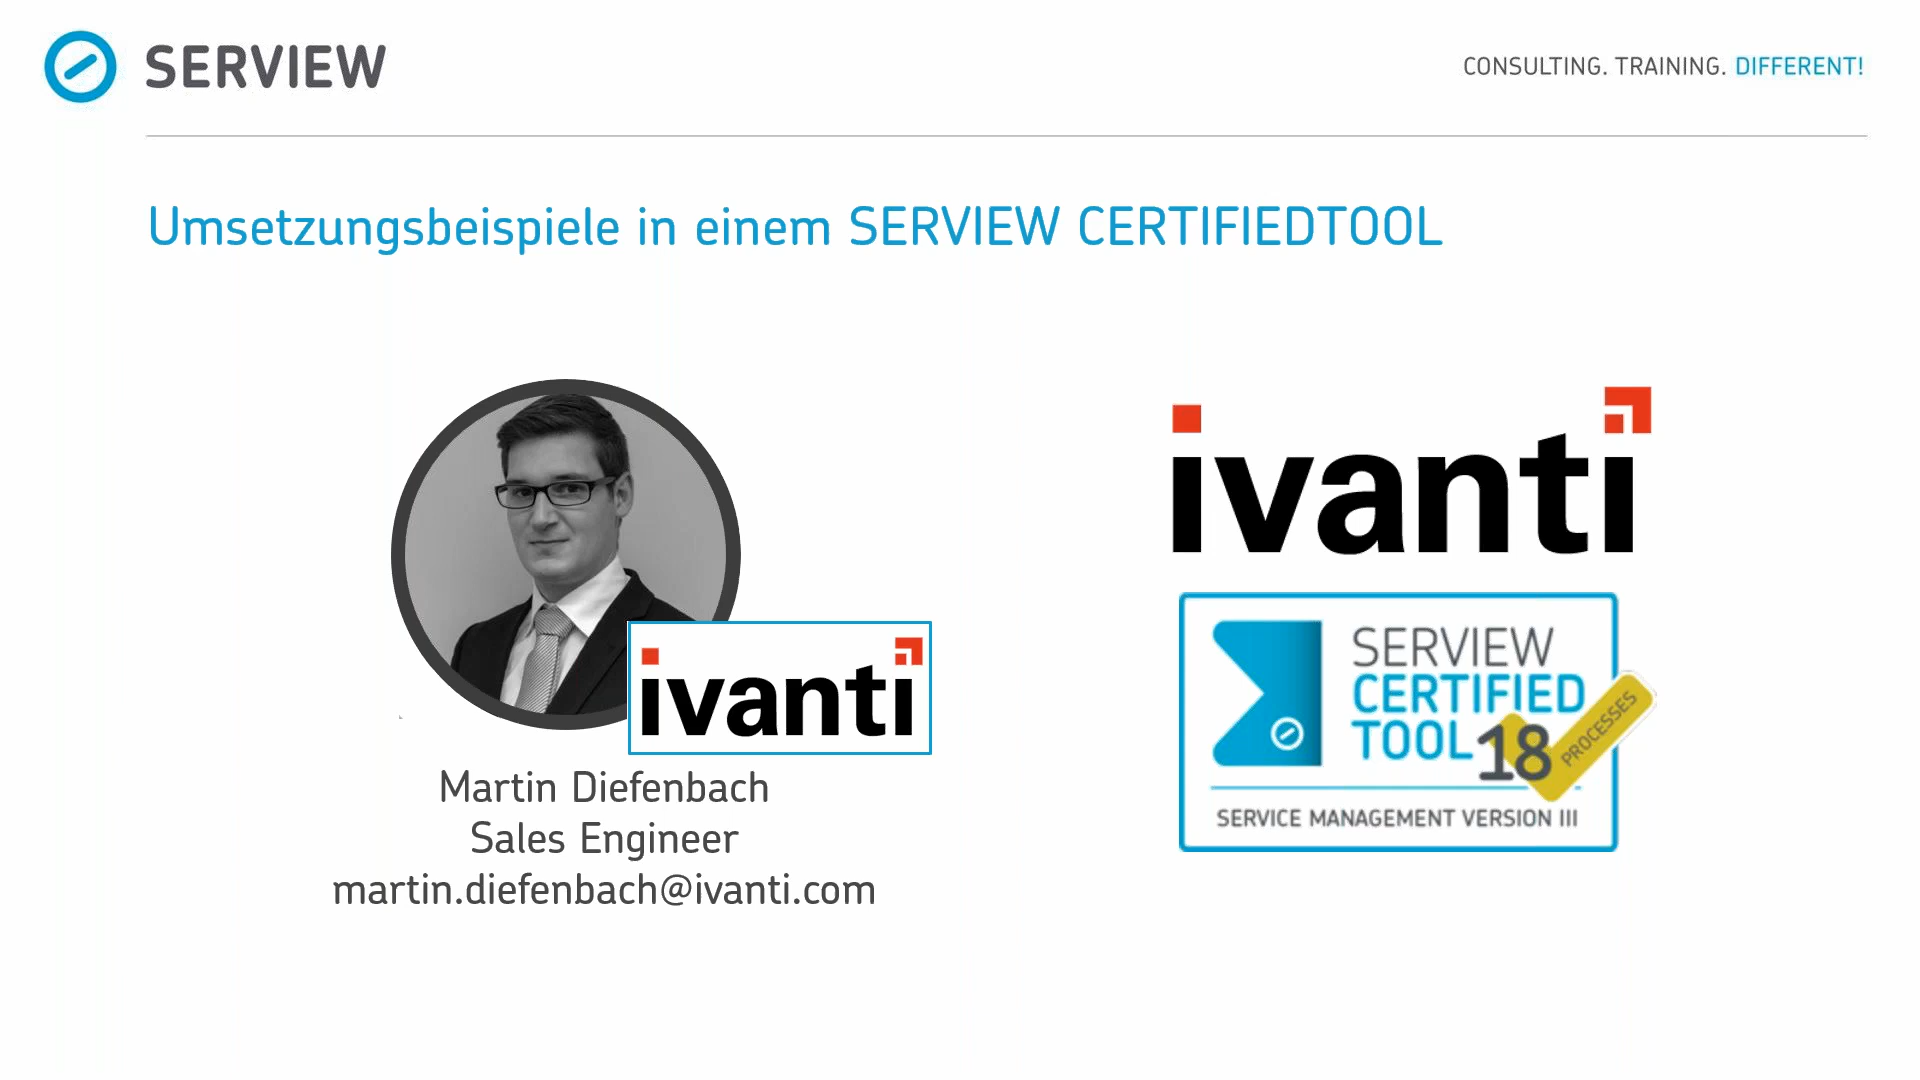 SERVIEW
CONSULTING. TRAINING. DIFFERENT!
Umsetzungsbeispiele in einem SERVIEW CERTIFIEDTOOL
ivanti
Martin Diefenbach
Sales Engineer
martin.diefenbach@ivanti.com
ivanti
SERVIEW
CERTIFIED
TOOL
18 PROCESSES
SERVICE MANAGEMENT VERSION III